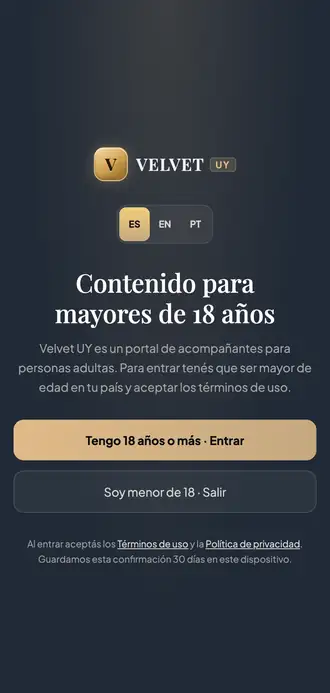 V VELVET UY
ES EN PT
Contenido para
mayores de 18 años
Velvet UY es un portal de acompañantes para
personas adultas. Para entrar tenés que ser mayor de
edad en tu país y aceptar los términos de uso.
Tengo 18 años o más · Entrar
Soy menor de 18 · Salir
Al entrar aceptás los Términos de uso y la Política de privacidad.
Guardamos esta confirmación 30 días en este dispositivo.